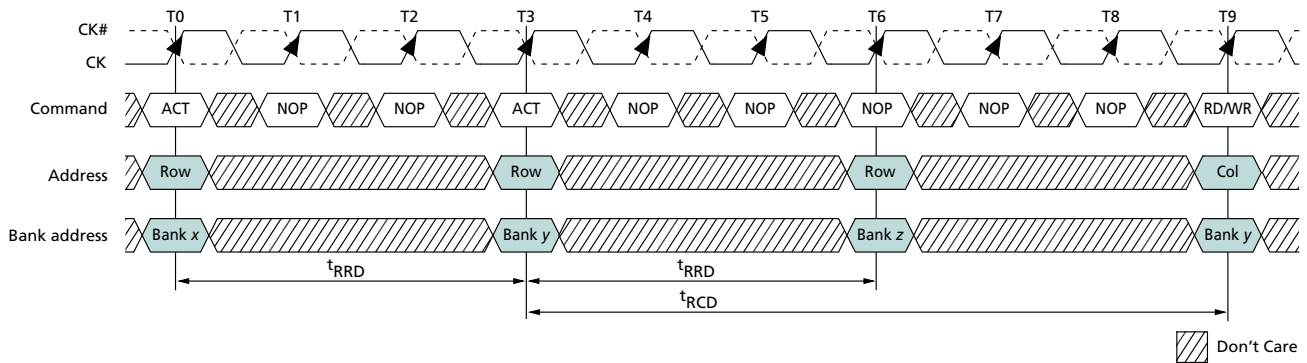 T0 T1 T2 T3 T4 T5 T6 T7 T8 T9
CK#
CK
Command ACT NOP NOP ACT NOP NOP NOP NOP NOP RD/WR
Address Row Row Row Col
Bank address Bank x Bank y Bank z Bank y
tRRD tRRD
tRCD
Don't Care